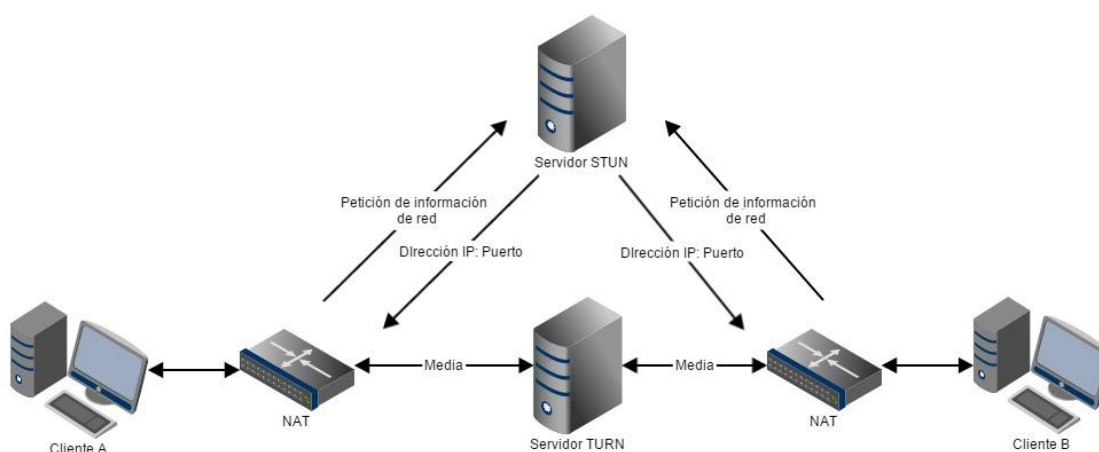 Servidor STUN
Petición de información
de red
Petición de información
de red
DIrección IP: Puerto
DIrección IP: Puerto
Media
Media
NAT
NAT
Servidor TURN
Cliente A
Cliente B